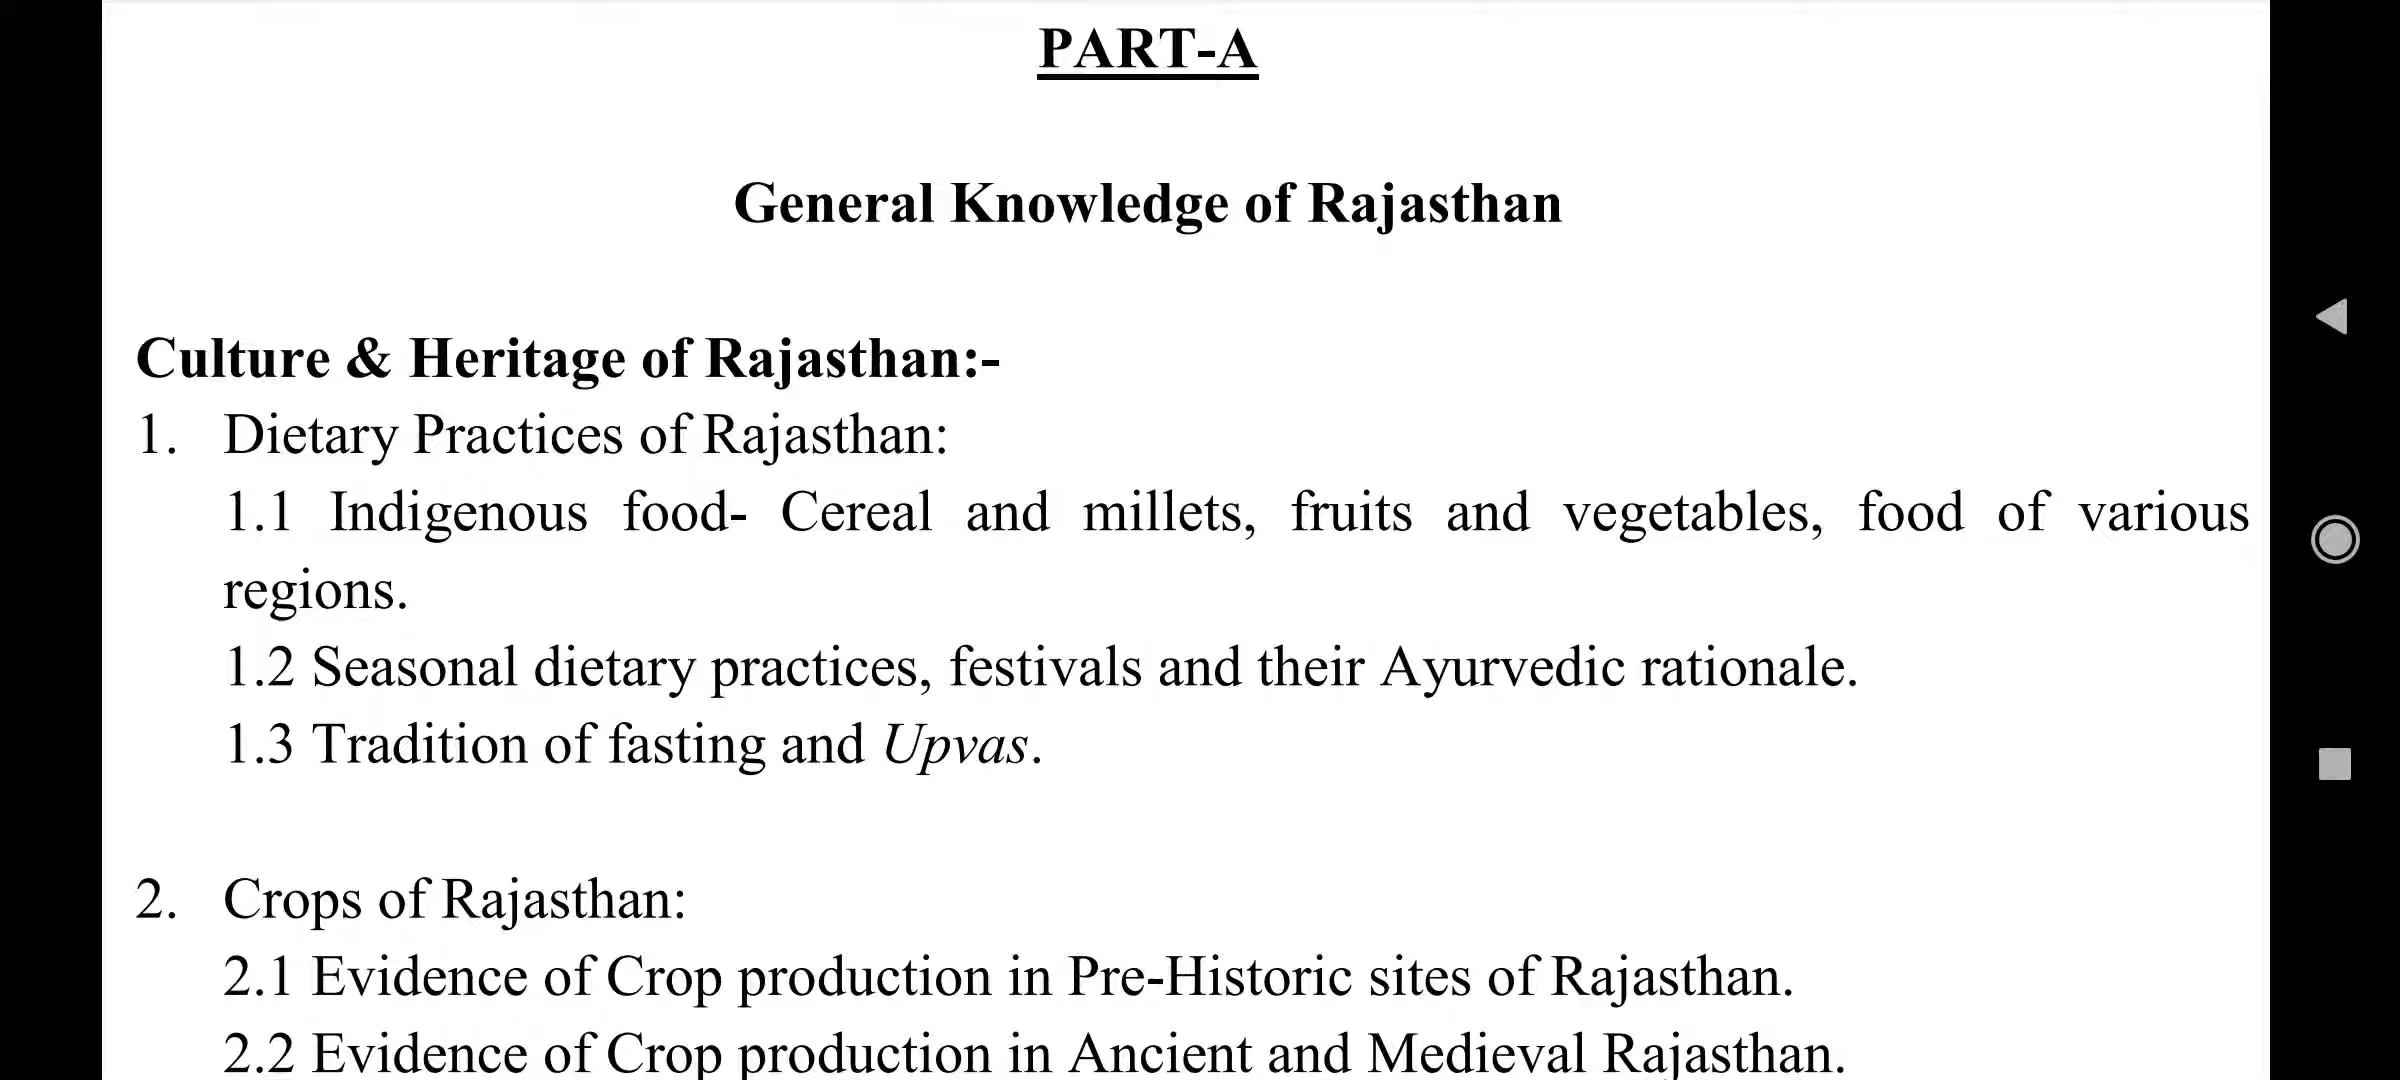 PART-A
General Knowledge of Rajasthan
Culture & Heritage of Rajasthan:-
1. Dietary Practices of Rajasthan:
1.1 Indigenous food- Cereal and millets, fruits and vegetables, food of various
regions.
1.2 Seasonal dietary practices, festivals and their Ayurvedic rationale.
1.3 Tradition of fasting and Upvas.
2. Crops of Rajasthan:
2.1 Evidence of Crop production in Pre-Historic sites of Rajasthan.
2.2 Evidence of Crop production in Ancient and Medieval Rajasthan.